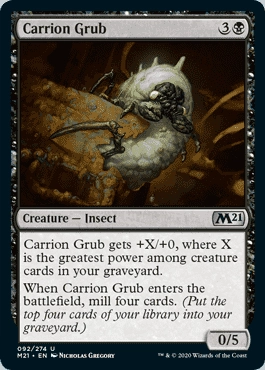 Carrion Grub 3
Creature — Insect M21
Carrion Grub gets +X/+0, where X
is the greatest power among creature
cards in your graveyard.
When Carrion Grub enters the
battlefield, mill four cards. (Put the
top four cards of your library into
your graveyard.)
0/5
092/274 U
M21 • EN NICHOLAS GREGORY
™ & © 2020 Wizards of the Coast